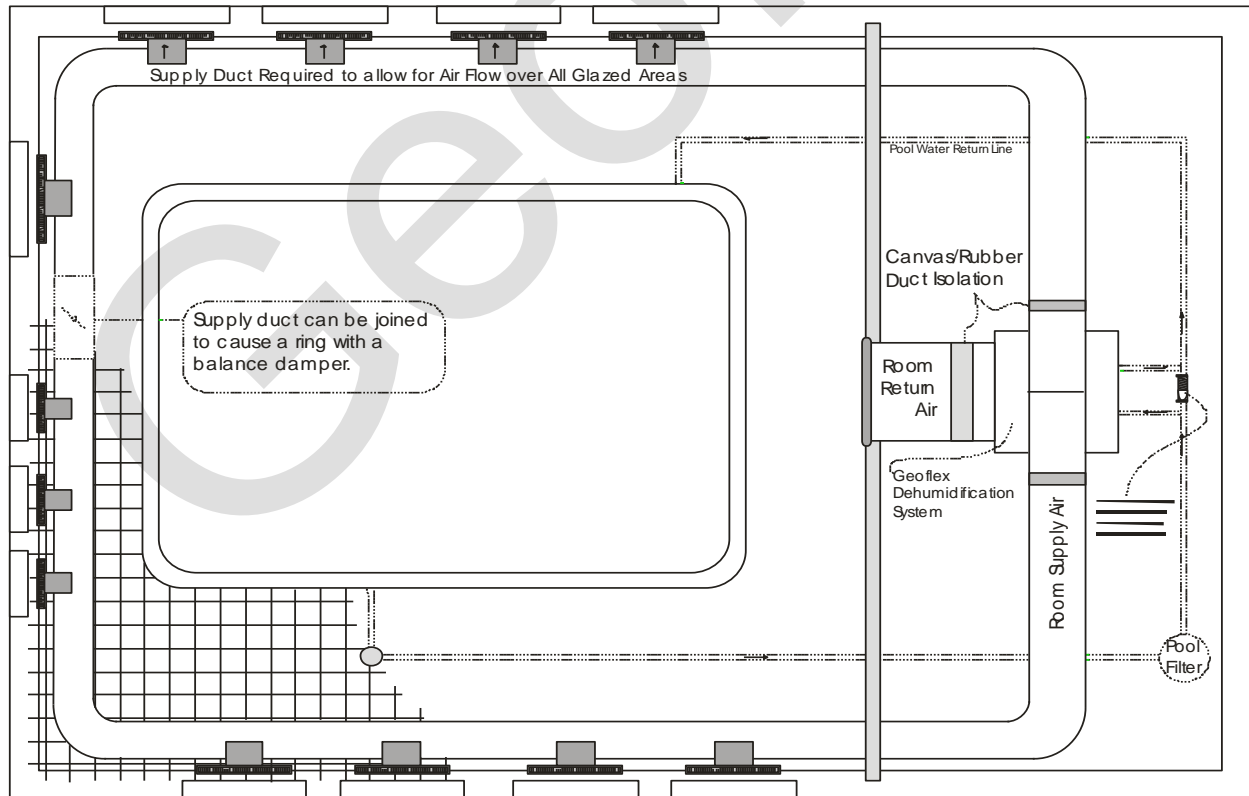 Supply Duct Required to allow for Air Flow over All Glazed Areas
Pool Water Return Line
Canvas/Rubber
Duct Isolation
Supply duct can be joined
to cause a ring with a
balance damper.
Room
Return
Air
Geoflex
Dehumidification
System
Room Supply Air
Pool
Filter